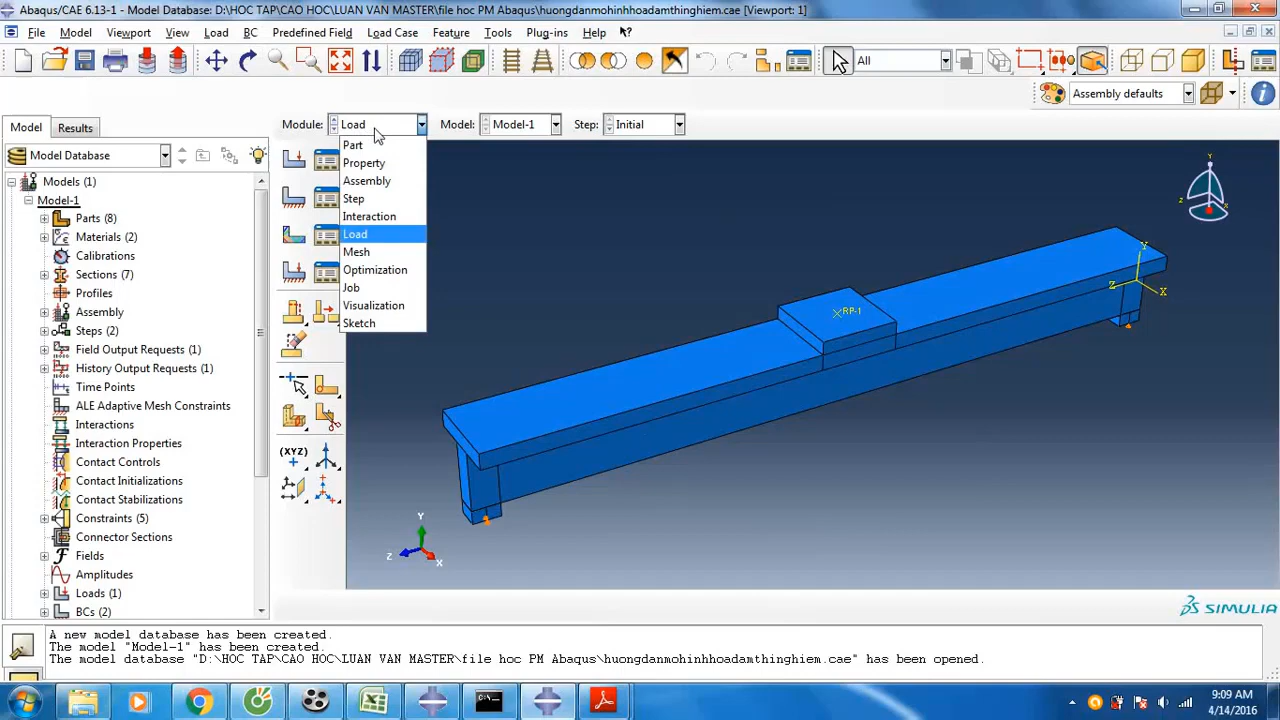 Abaqus/CAE 6.13-1 - Model Database: D:\HOC TAP\CAO HOC\LUAN VAN MASTER\file hoc PM Abaqus\huongdanmohinhhoadamthinghiem.cae [Viewport: 1]
File Model Viewport View Load BC Predefined Field Load Case Feature Tools Plug-ins Help
All
Assembly defaults
Model Results
Module: Load Model: Model-1 Step: Initial
Model Database
Part
Property
Assembly
Step
Interaction
Load
Mesh
Optimization
Job
Visualization
Sketch
Models (1)
Model-1
Parts (8)
Materials (2)
Calibrations
Sections (7)
Profiles
Assembly
Steps (2)
Field Output Requests (1)
History Output Requests (1)
Time Points
ALE Adaptive Mesh Constraints
Interactions
Interaction Properties
Contact Controls
Contact Initializations
Contact Stabilizations
Constraints (5)
Connector Sections
Fields
Amplitudes
Loads (1)
BCs (2)
(XYZ)
Y
Z
X
RP-1
Y
Z
X
Y
Z
X
SIMULIA
A new model database has been created.
The model "Model-1" has been created.
The model database "D:\HOC TAP\CAO HOC\LUAN VAN MASTER\file hoc PM Abaqus\huongdanmohinhhoadamthinghiem.cae" has been opened.
9:09 AM
4/14/2016